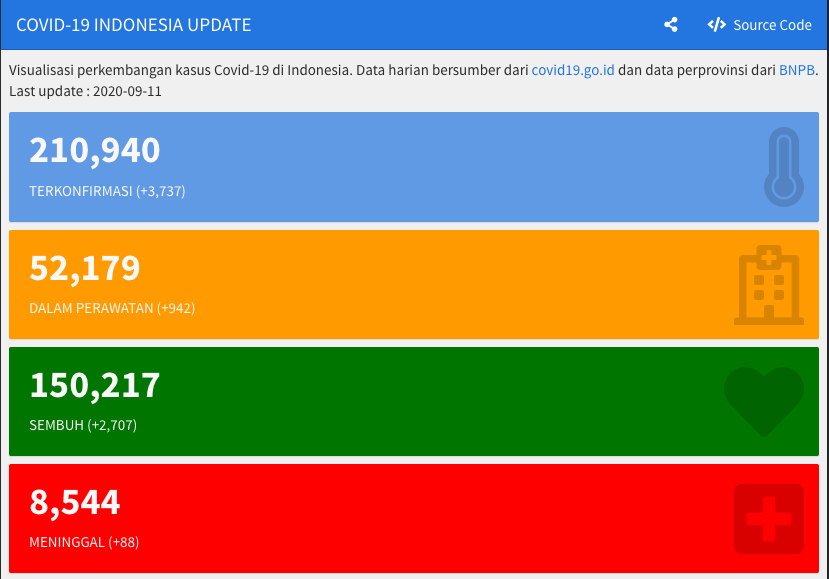 COVID-19 INDONESIA UPDATE
Source Code
Visualisasi perkembangan kasus Covid-19 di Indonesia. Data harian bersumber dari covid19.go.id dan data perprovinsi dari BNPB.
Last update : 2020-09-11
210,940
TERKONFIRMASI (+3,737)
52,179
DALAM PERAWATAN (+942)
150,217
SEMBUH (+2,707)
8,544
MENINGGAL (+88)